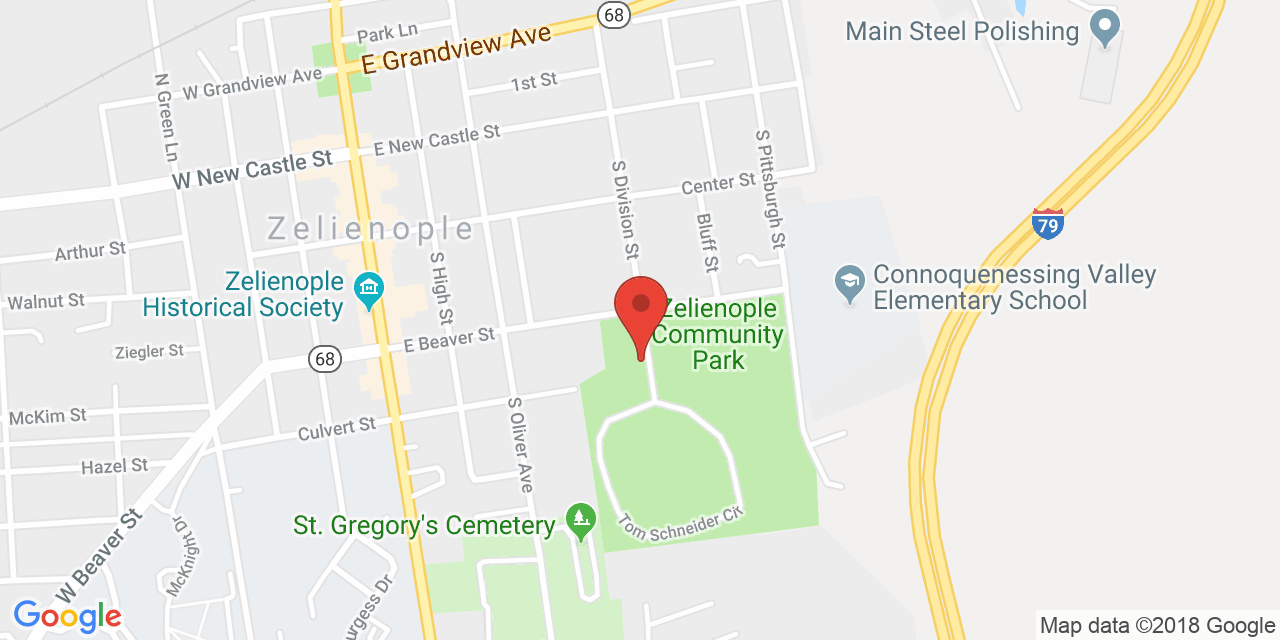 68
Park Ln
E Grandview Ave
Main Steel Polishing
W Grandview Ave
1st St
N Green Ln
E New Castle St
S Pittsburgh St
W New Castle St
S Division St
Center St
79
Zelienople
Bluff St
Arthur St
S High St
Zelienople
Historical Society
Connoquenessing Valley
Elementary School
Walnut St
Zelienople
Community
Park
E Beaver St
Ziegler St
68
McKim St
Culvert St
S Oliver Ave
Hazel St
St. Gregory's Cemetery
Tom Schneider Cir
W Beaver St
McKnight Dr
urgess Dr
Google
Map data ©2018 Google